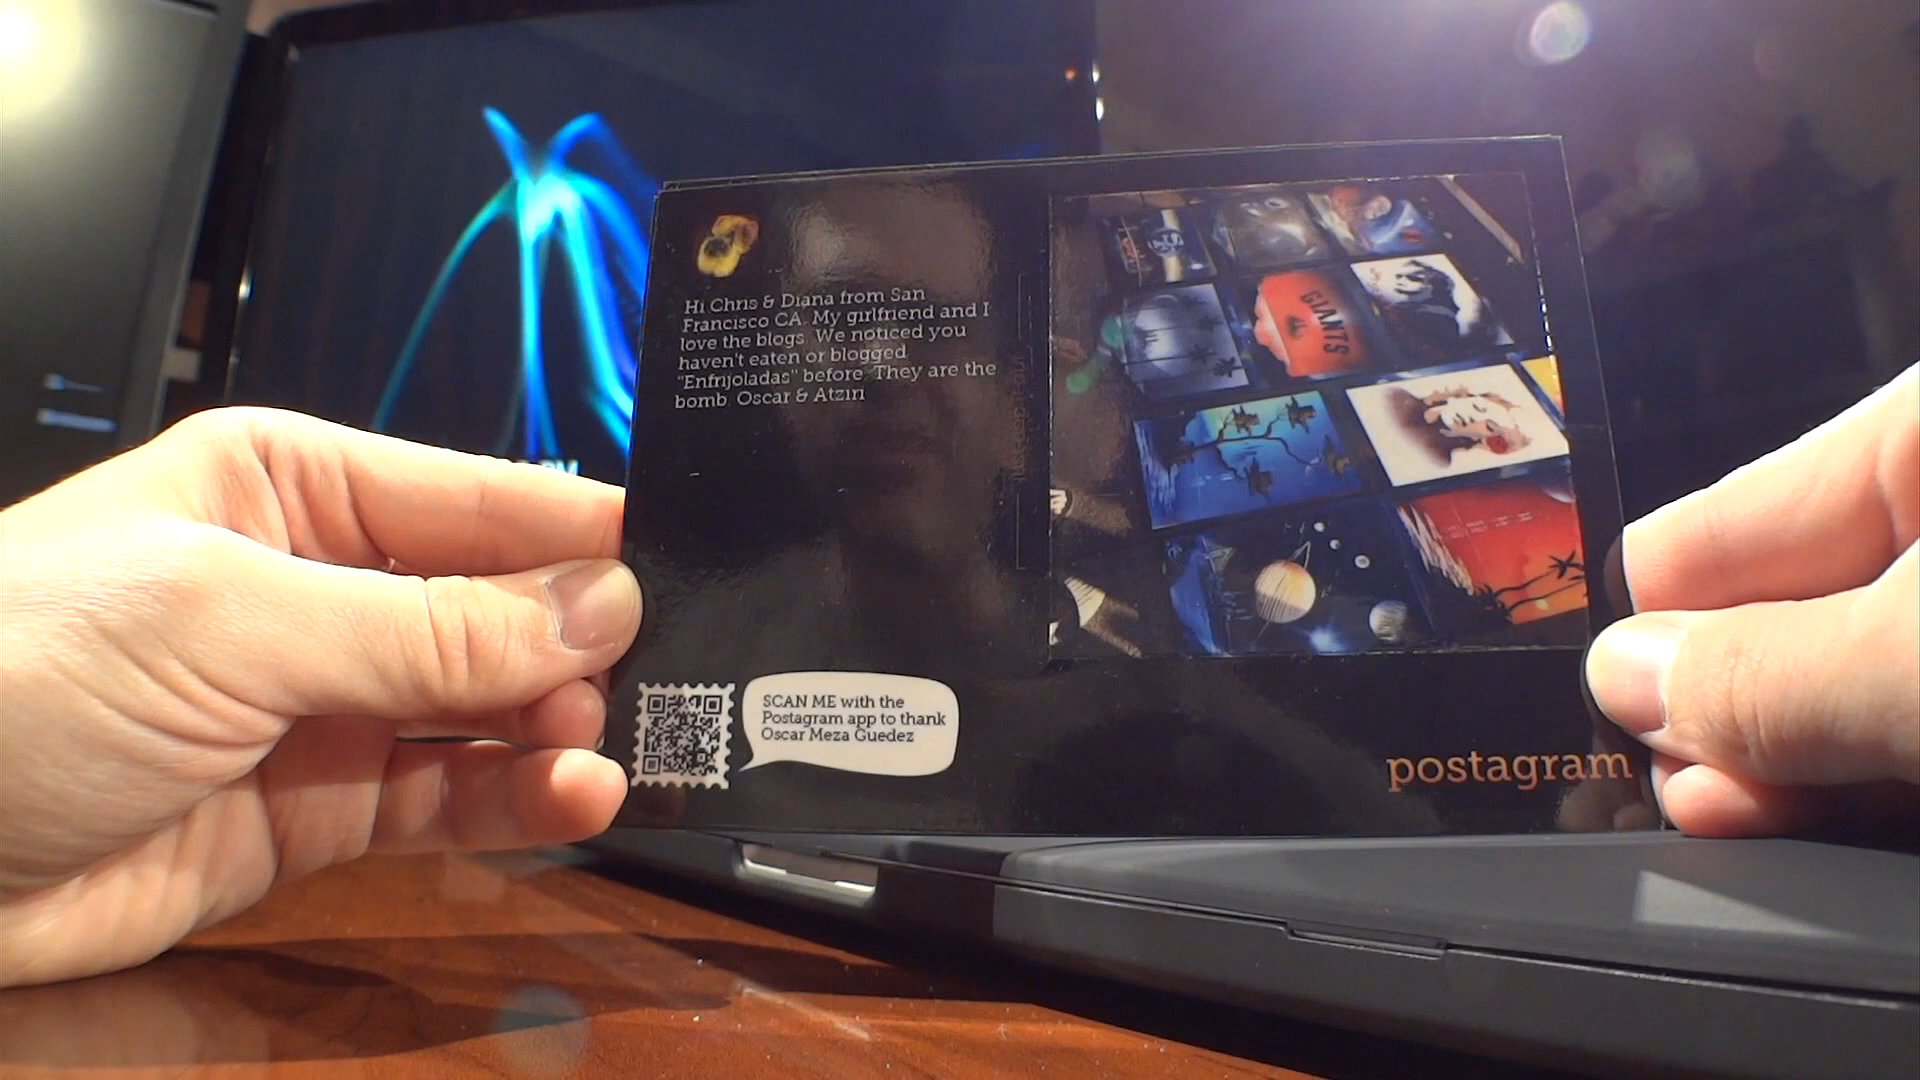 Hi Chris & Diana from San
Francisco CA. My girlfriend and I
love the blogs. We noticed you
haven't eaten or blogged
"Enfrijoladas" before. They are the
bomb. Oscar & Atziri
GIANTS
SCAN ME with the
Postagram app to thank
Oscar Meza Guedez
postagram